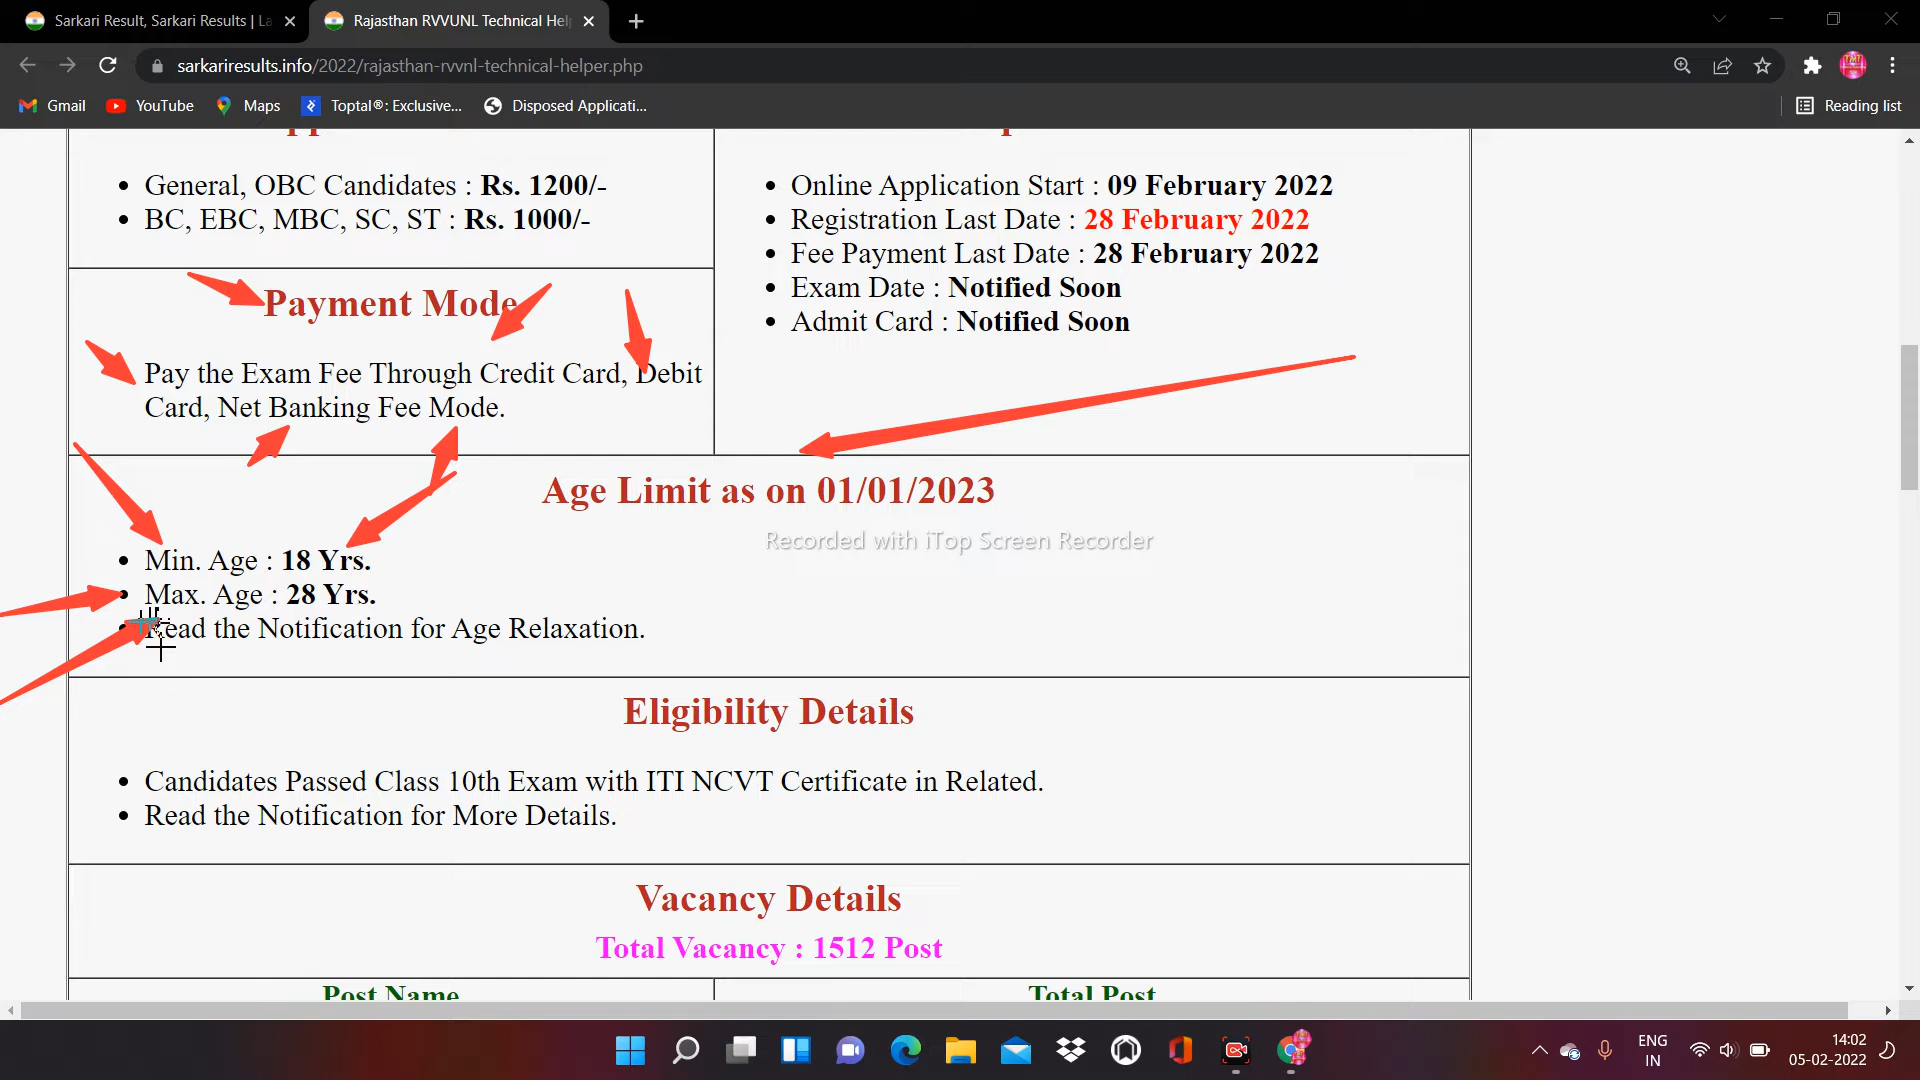 Sarkari Result, Sarkari Results | La
Rajasthan RVVUNL Technical Hel
sarkariresults.info/2022/rajasthan-rvvnl-technical-helper.php
Gmail
YouTube
Maps
Toptal®: Exclusive...
Disposed Applicati...
Reading list
General, OBC Candidates : Rs. 1200/-
BC, EBC, MBC, SC, ST : Rs. 1000/-
Online Application Start : 09 February 2022
Registration Last Date : 28 February 2022
Fee Payment Last Date : 28 February 2022
Exam Date : Notified Soon
Admit Card : Notified Soon
Payment Mode
Pay the Exam Fee Through Credit Card, Debit
Card, Net Banking Fee Mode.
Age Limit as on 01/01/2023
Recorded with iTop Screen Recorder
Min. Age : 18 Yrs.
Max. Age : 28 Yrs.
Read the Notification for Age Relaxation.
Eligibility Details
Candidates Passed Class 10th Exam with ITI NCVT Certificate in Related.
Read the Notification for More Details.
Vacancy Details
Total Vacancy : 1512 Post
Post Name
Total Post
ENG
IN
14:02
05-02-2022